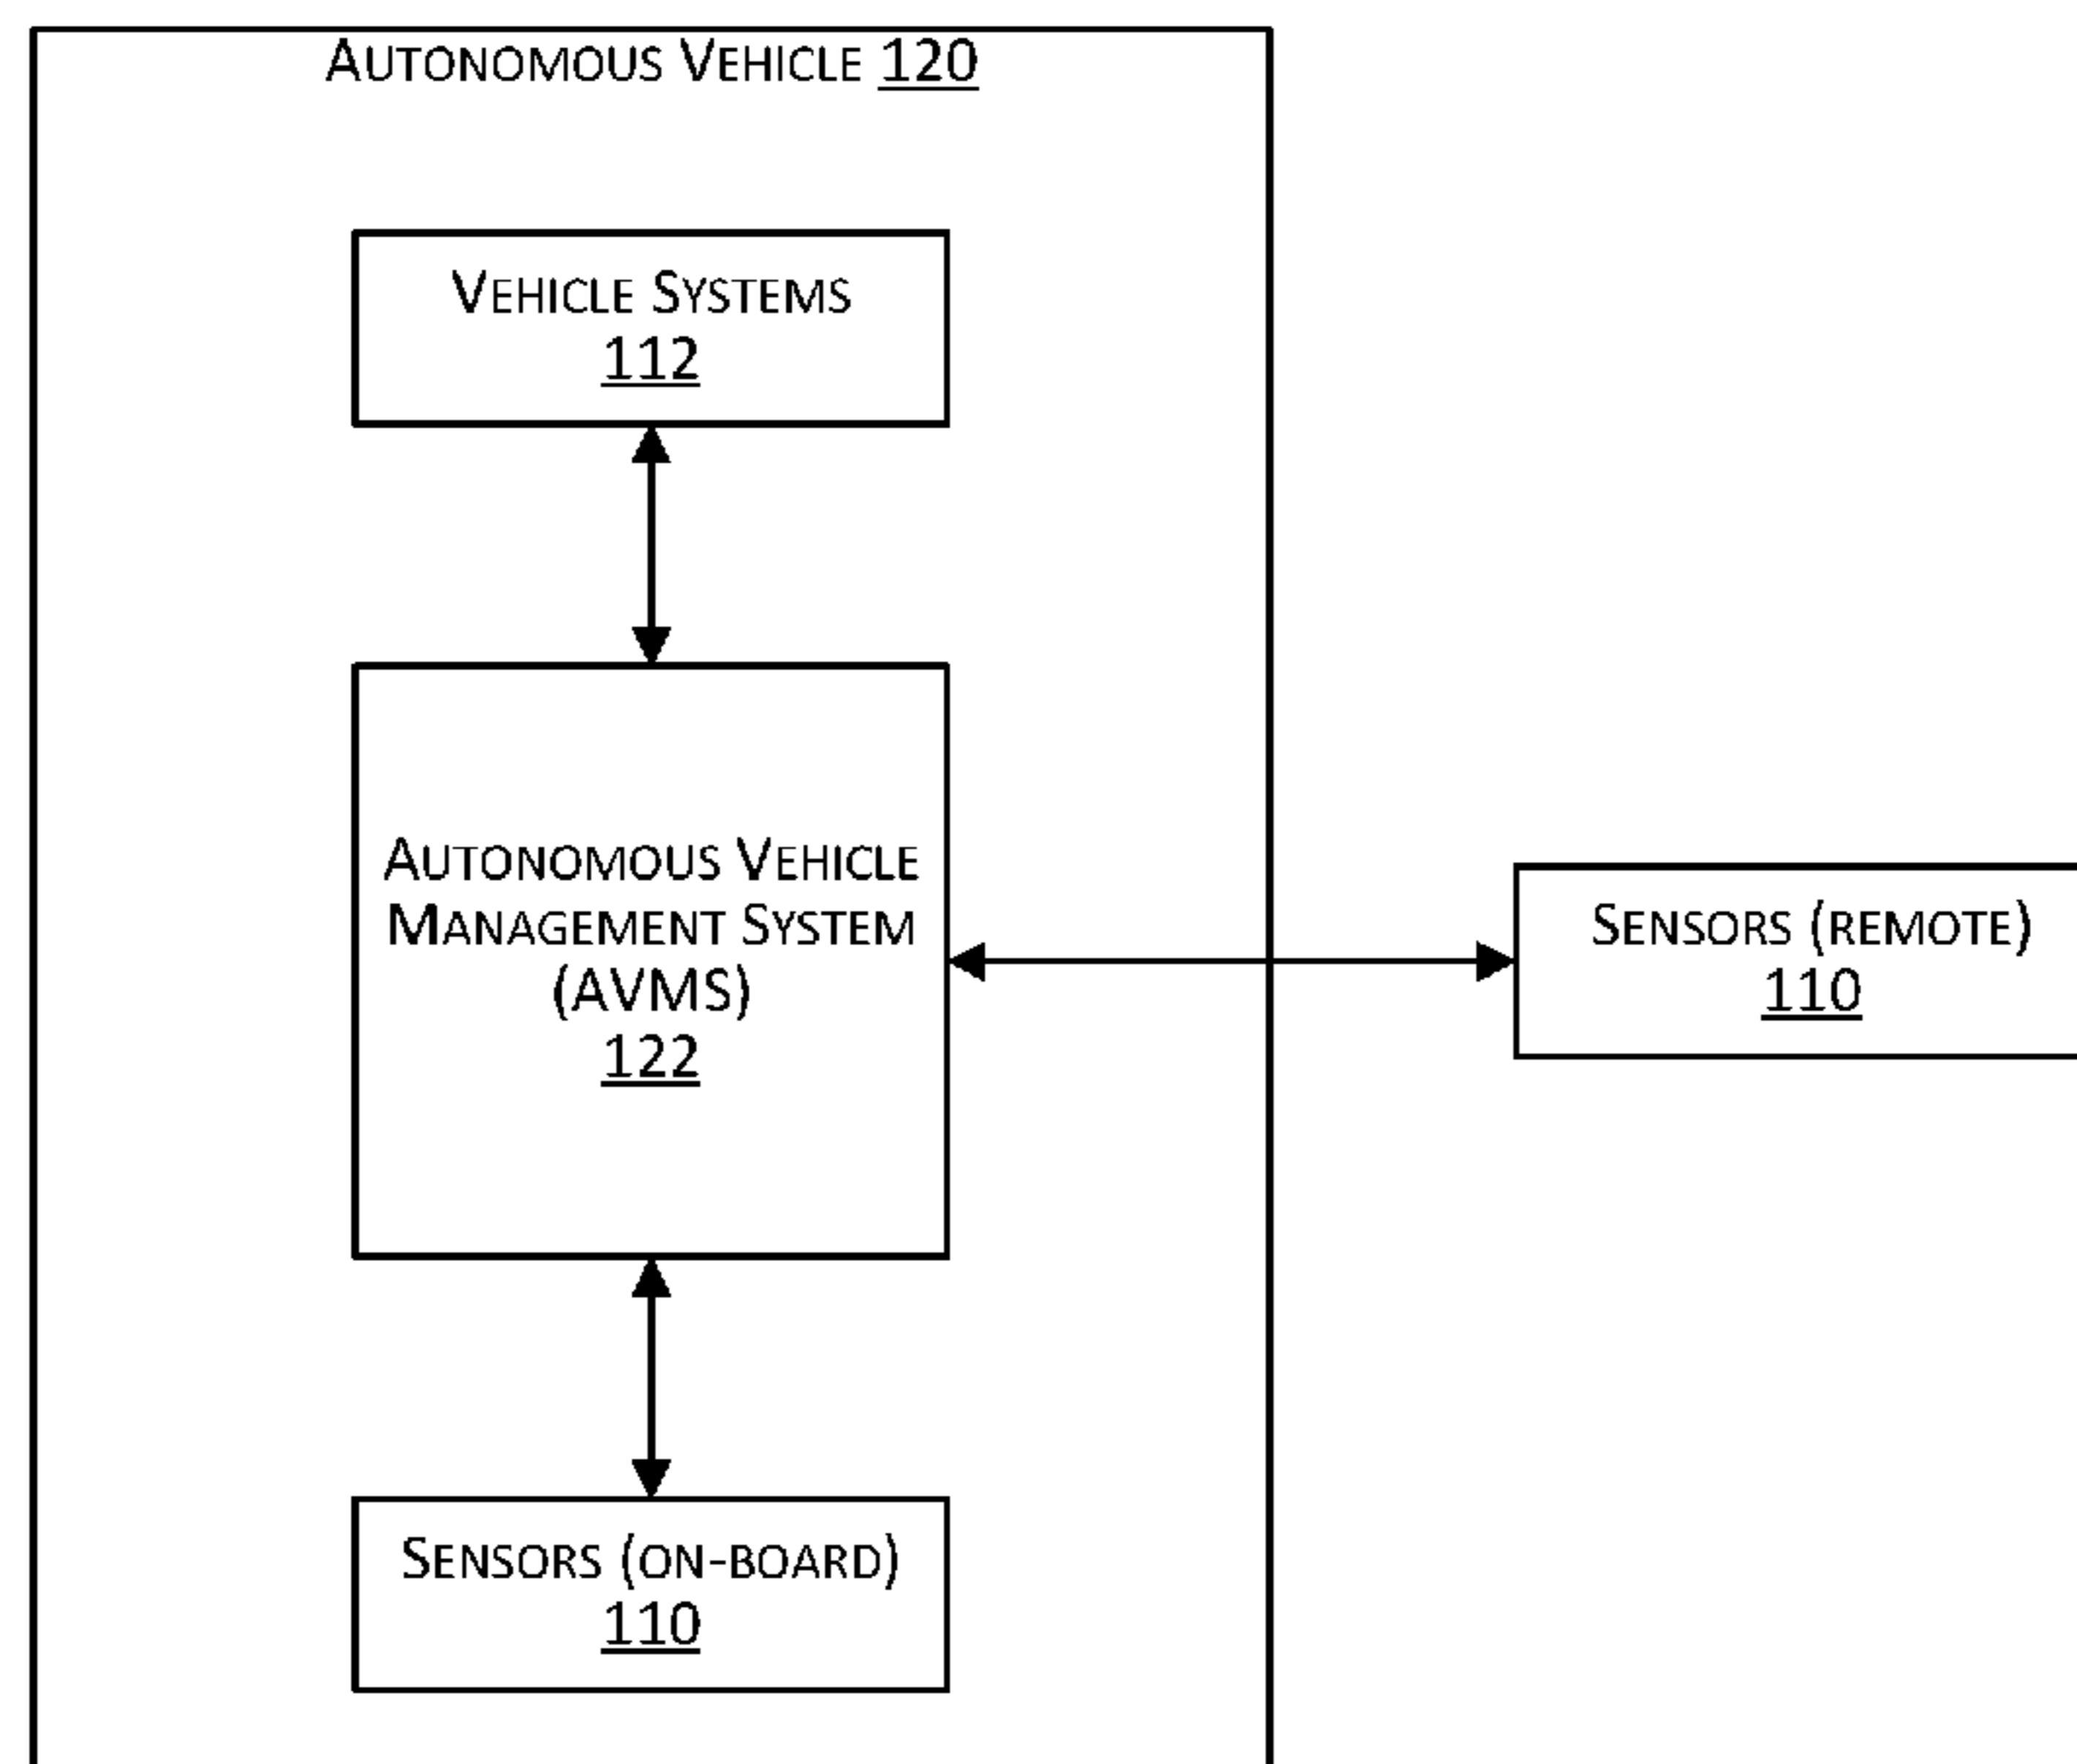 Autonomous Vehicle 120
Vehicle Systems
112
Autonomous Vehicle
Management System
(AVMS)
122
Sensors (remote)
110
Sensors (on-board)
110